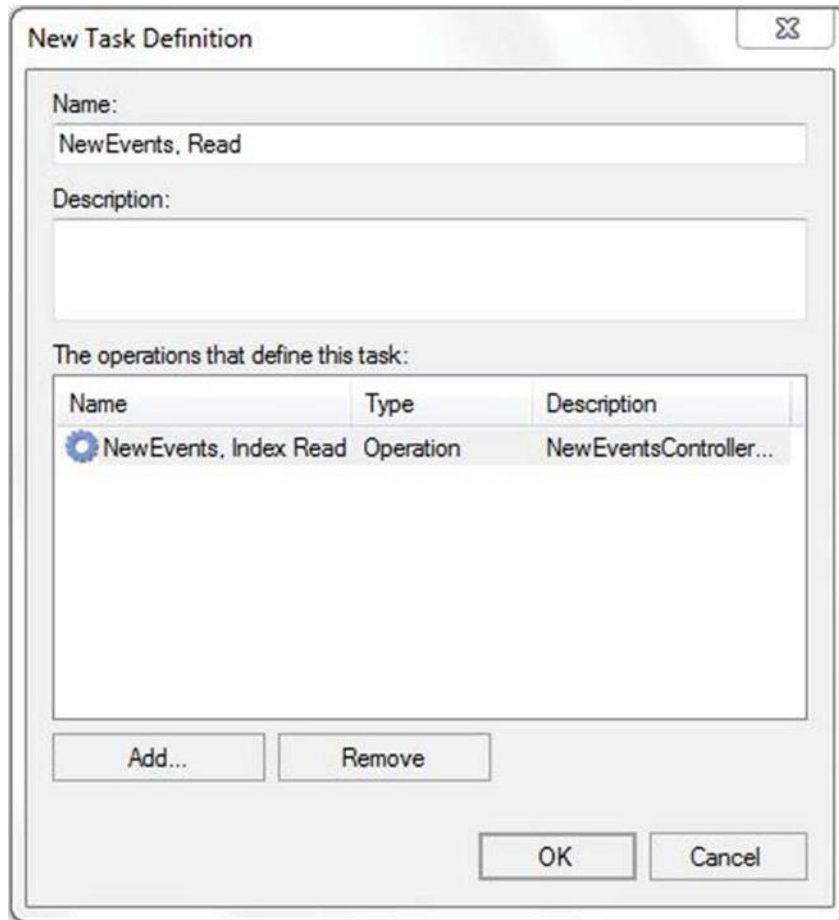 New Task Definition
Name:
NewEvents, Read
Description:
The operations that define this task:
Name Type Description
NewEvents, Index Read Operation NewEventsController...
Add... Remove
OK Cancel